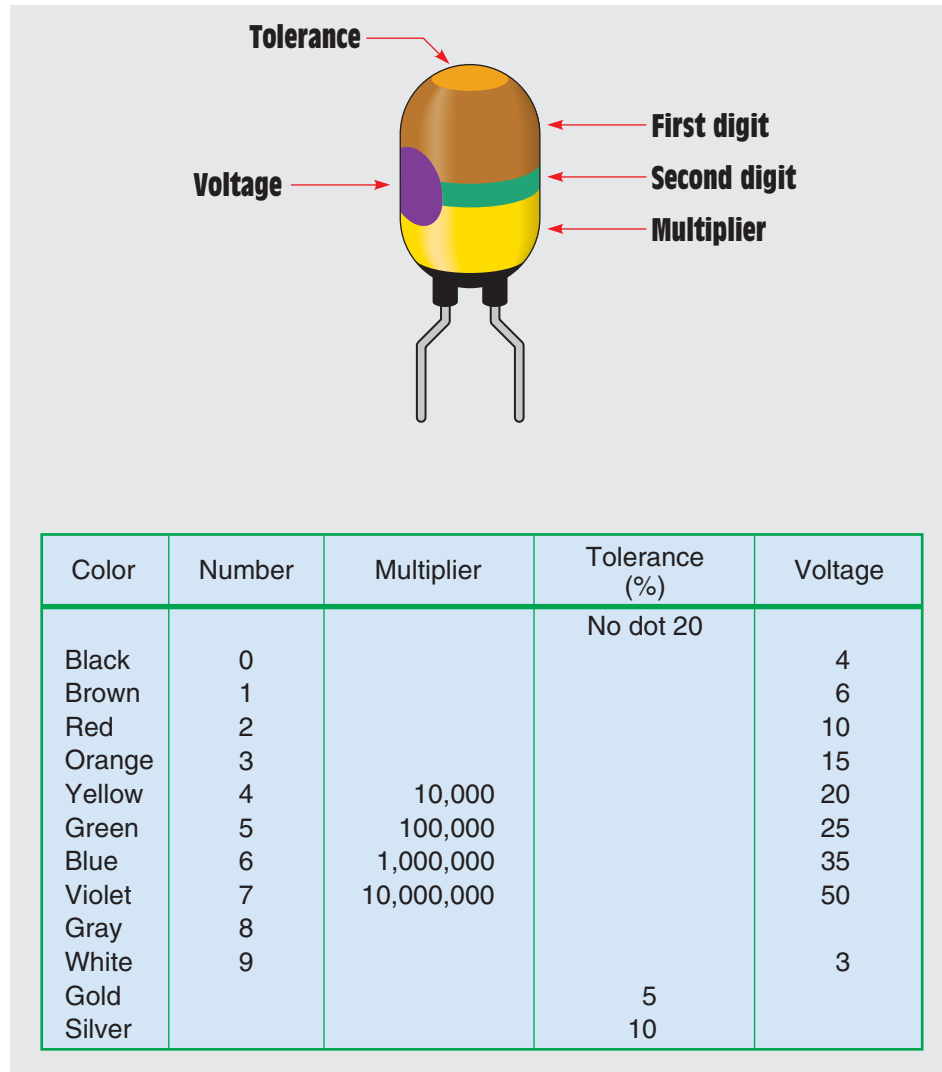 Tolerance
First digit
Voltage
Second digit
Multiplier
Color Number Multiplier Tolerance (%) Voltage
No dot 20
Black 0 4
Brown 1 6
Red 2 10
Orange 3 15
Yellow 4 10,000 20
Green 5 100,000 25
Blue 6 1,000,000 35
Violet 7 10,000,000 50
Gray 8
White 9 3
Gold 5
Silver 10